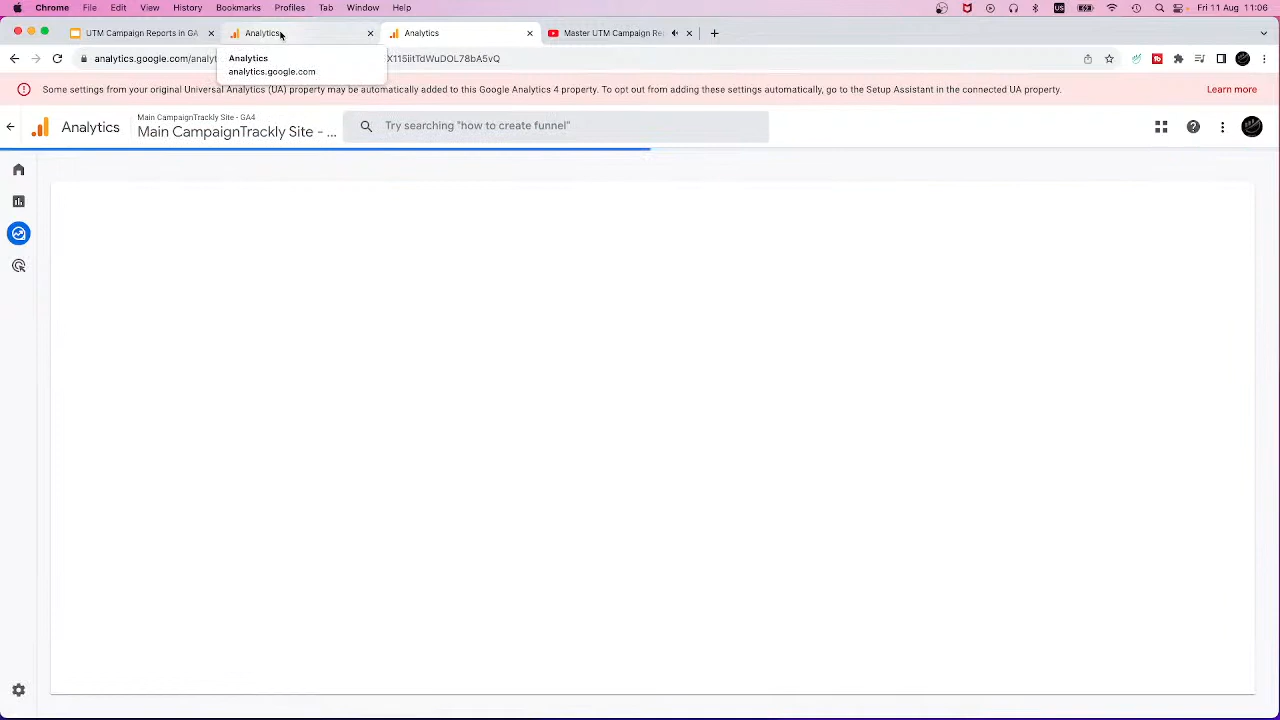 Chrome File Edit View History Bookmarks Profiles Tab Window Help US Fri 11 Aug 11:06
UTM Campaign Reports in GA Analytics Analytics Master UTM Campaign Re
analytics.google.com/analy X115iitTdWuDOL78bA5vQ
Analytics
analytics.google.com
Some settings from your original Universal Analytics (UA) property may be automatically added to this Google Analytics 4 property. To opt out from adding these settings automatically, go to the Setup Assistant in the connected UA property. Learn more
Analytics
Main CampaignTrackly Site - GA4
Main CampaignTrackly Site - ...
Try searching "how to create funnel"